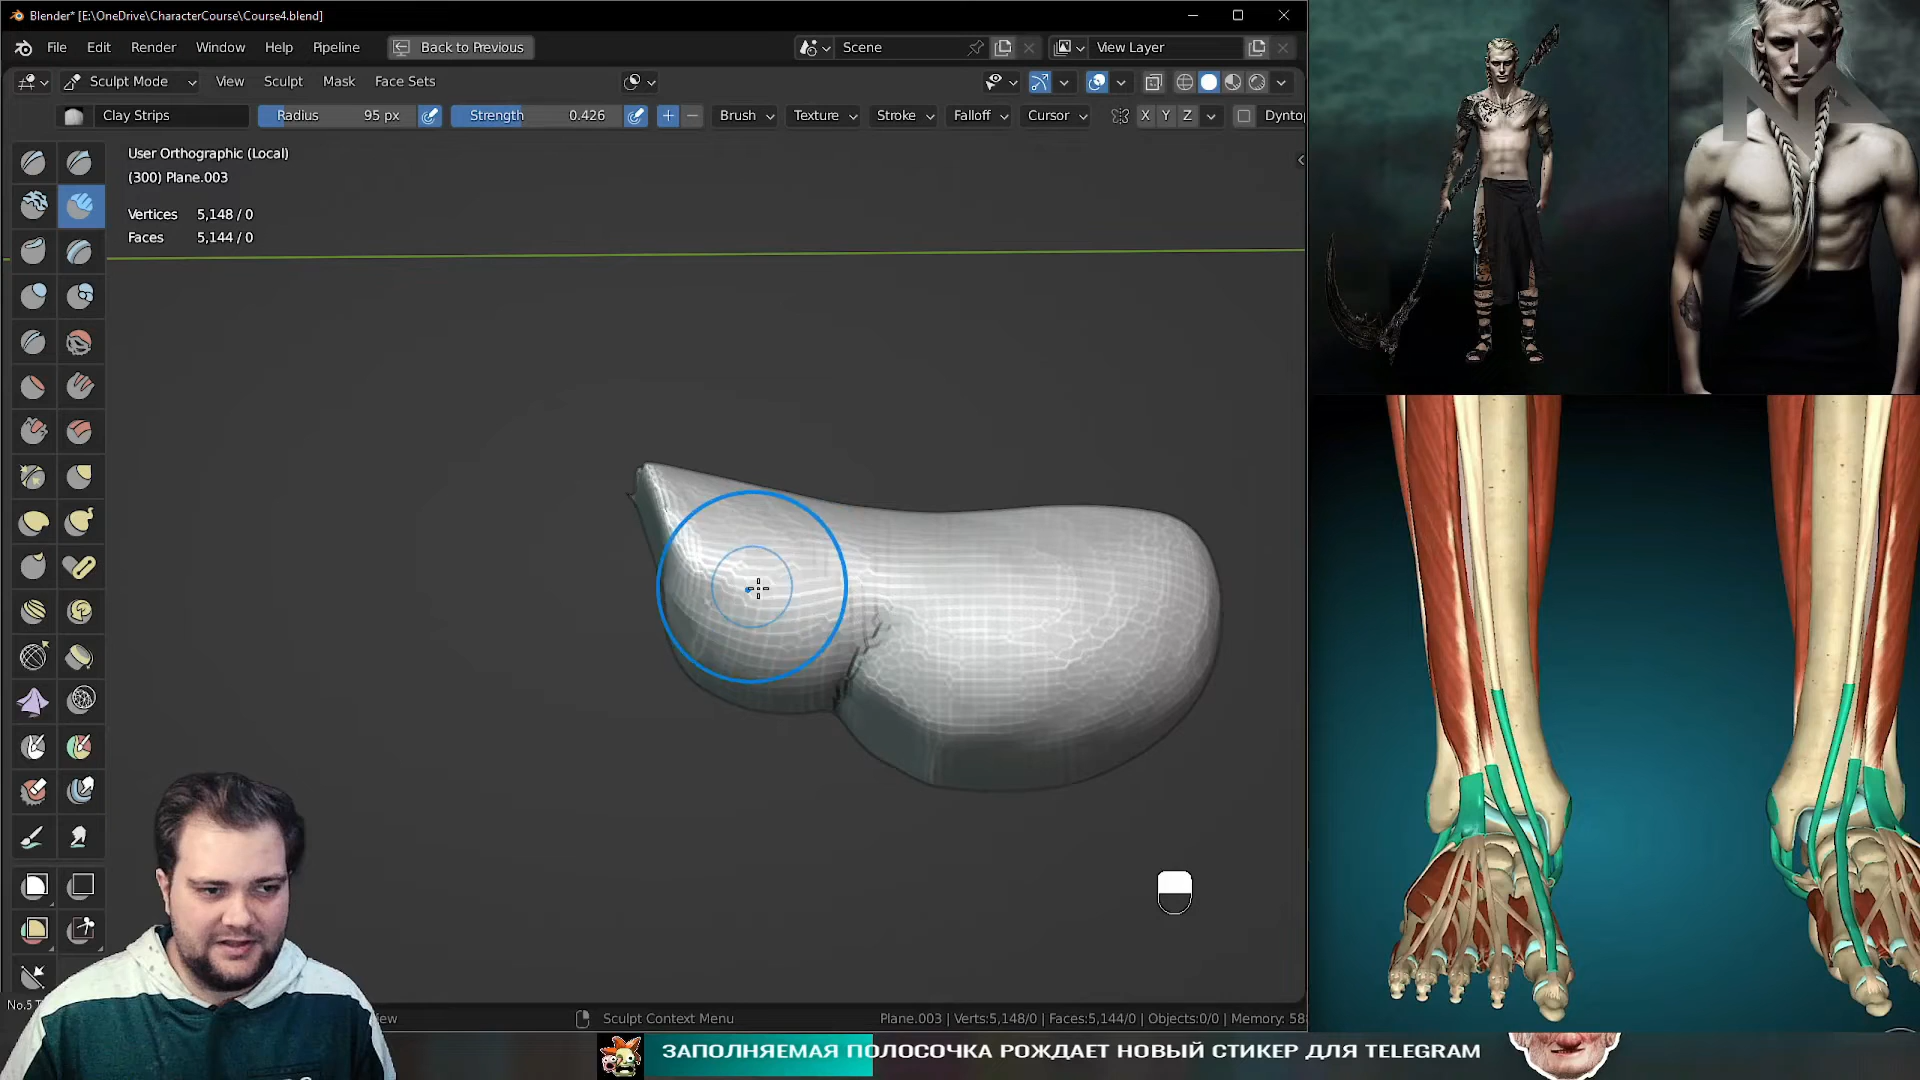 Blender* [E:\OneDrive\CharacterCourse\Course4.blend]
File Edit Render Window Help Pipeline Back to Previous Scene View Layer
Sculpt Mode View Sculpt Mask Face Sets
Clay Strips Radius 95 px Strength 0.426 Brush Texture Stroke Falloff Cursor X Y Z Dynto
User Orthographic (Local)
(300) Plane.003
Vertices 5,148 / 0
Faces 5,144 / 0
No.5
Sculpt Context Menu Plane.003 | Verts:5,148/0 | Faces:5,144/0 | Objects:0/0 | Memory: 58
ЗАПОЛНЯЕМАЯ ПОЛОСОЧКА РОЖДАЕТ НОВЫЙ СТИКЕР ДЛЯ TELEGRAM